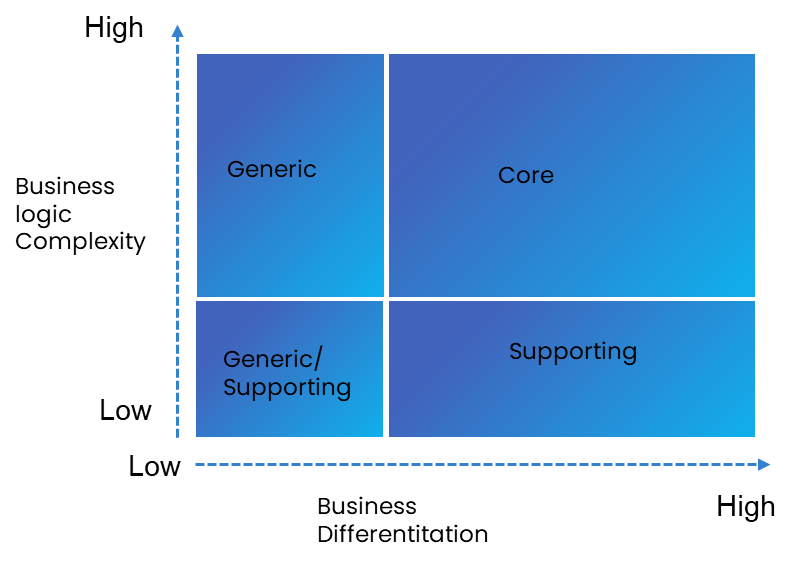 High
Business
logic
Complexity
Generic
Core
Generic/
Supporting
Supporting
Low
Low
High
Business
Differentitation